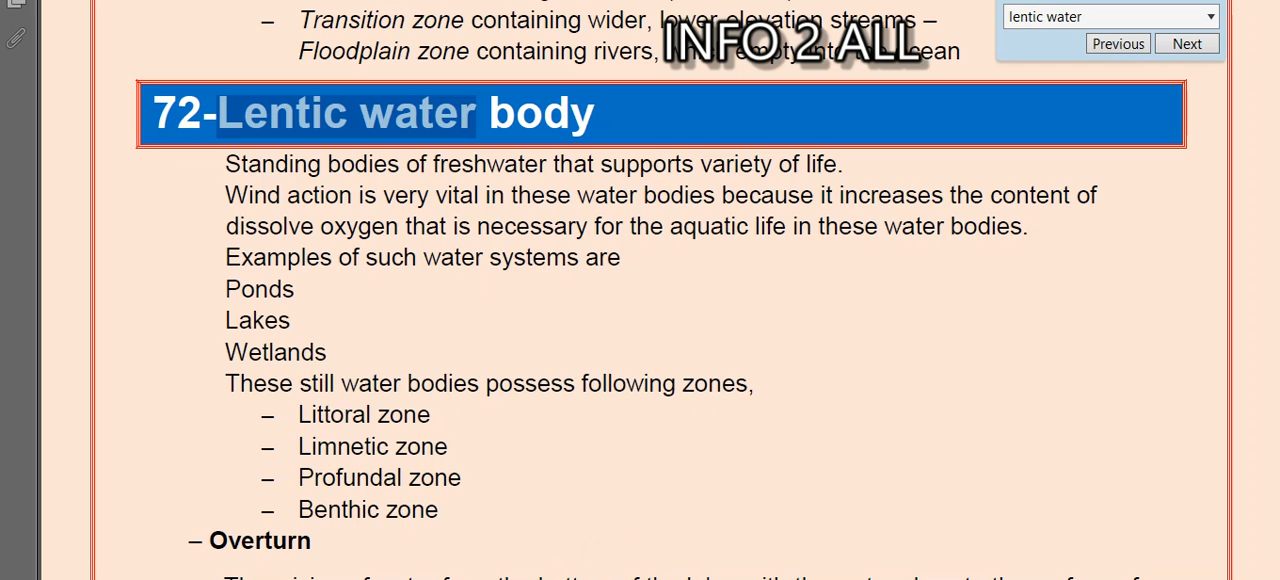 – Transition zone containing wider, lower elevation streams –
Floodplain zone containing rivers, empty into the ocean
INFO 2 ALL
lentic water
Previous Next
72-Lentic water body
Standing bodies of freshwater that supports variety of life.
Wind action is very vital in these water bodies because it increases the content of
dissolve oxygen that is necessary for the aquatic life in these water bodies.
Examples of such water systems are
Ponds
Lakes
Wetlands
These still water bodies possess following zones,
– Littoral zone
– Limnetic zone
– Profundal zone
– Benthic zone
– Overturn